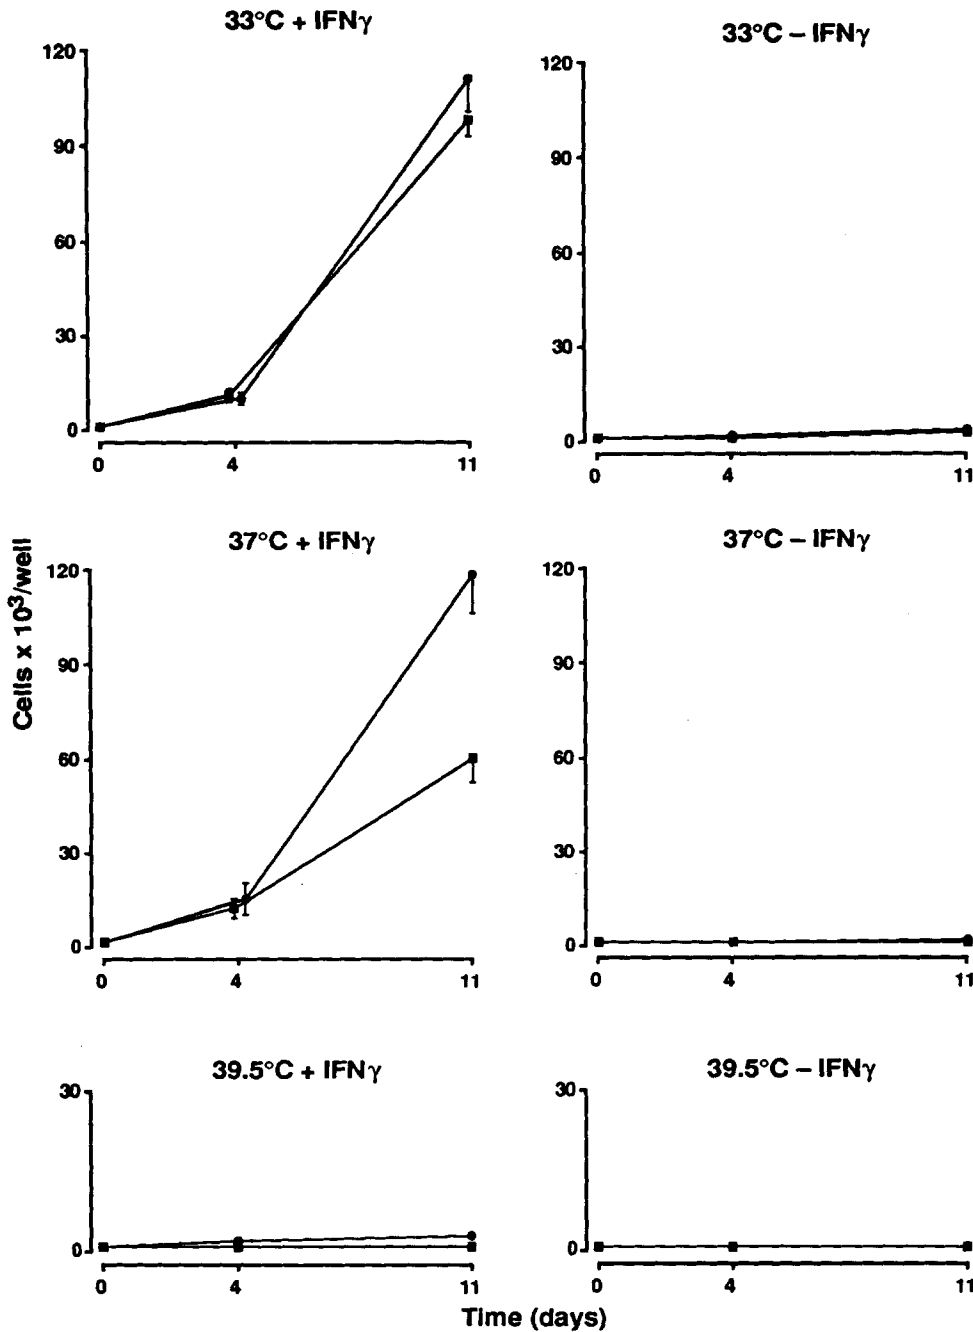 33°C + IFNγ
33°C – IFNγ
120
90
60
30
0
0 4 11
120
90
60
30
0
0 4 11
37°C + IFNγ
37°C – IFNγ
Cells x 10³/well
120
90
60
30
0
0 4 11
120
90
60
30
0
0 4 11
39.5°C + IFNγ
39.5°C – IFNγ
30
0
0 4 11
30
0
0 4 11
Time (days)